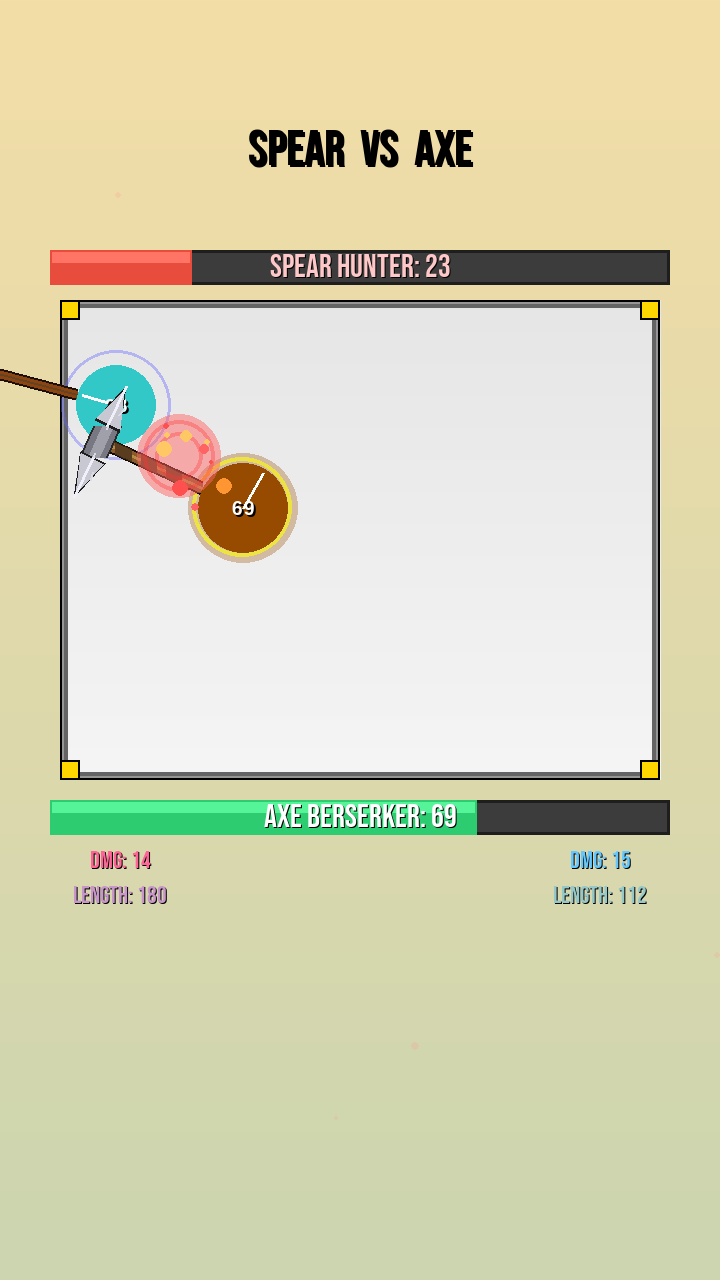 SPEAR VS AXE
SPEAR HUNTER: 23
69
AXE BERSERKER: 69
DMG: 14
DMG: 15
LENGTH: 180
LENGTH: 112